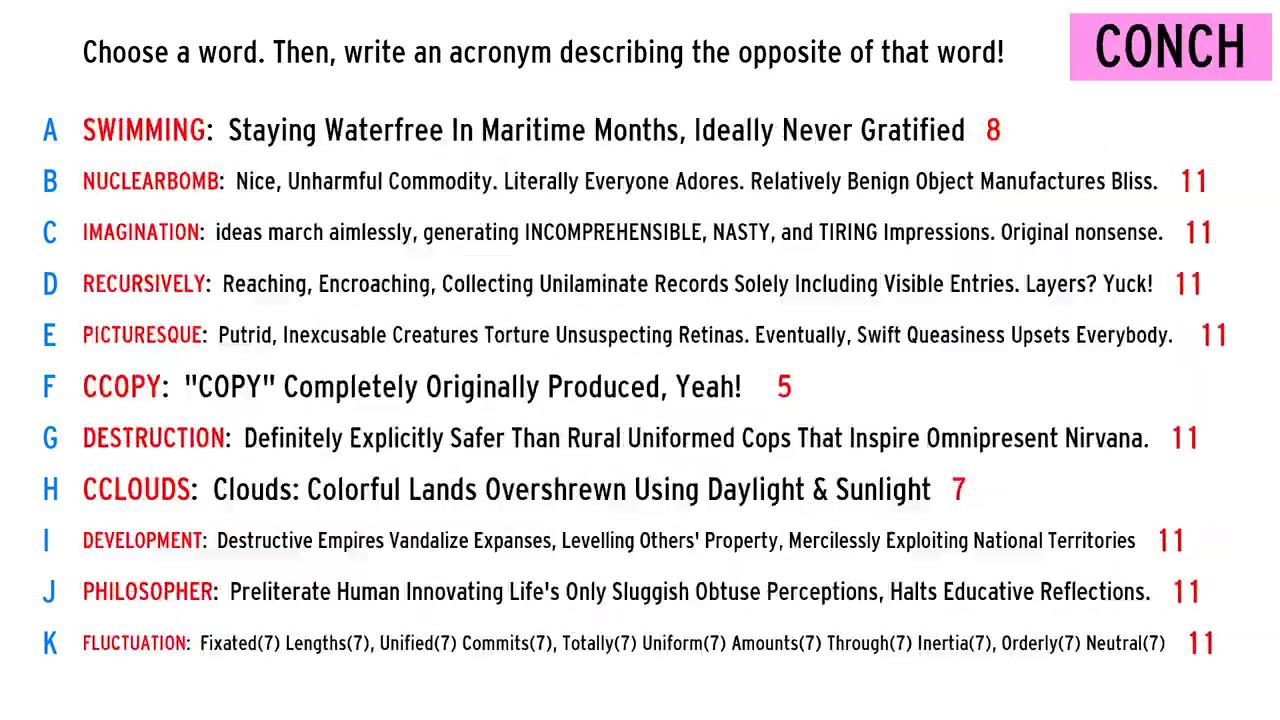 Choose a word. Then, write an acronym describing the opposite of that word!
CONCH
A SWIMMING: Staying Waterfree In Maritime Months, Ideally Never Gratified 8
B NUCLEARBOMB: Nice, Unharmful Commodity. Literally Everyone Adores. Relatively Benign Object Manufactures Bliss. 11
C IMAGINATION: ideas march aimlessly, generating INCOMPREHENSIBLE, NASTY, and TIRING Impressions. Original nonsense. 11
D RECURSIVELY: Reaching, Encroaching, Collecting Unilaminate Records Solely Including Visible Entries. Layers? Yuck! 11
E PICTURESQUE: Putrid, Inexcusable Creatures Torture Unsuspecting Retinas. Eventually, Swift Queasiness Upsets Everybody. 11
F CCOPY: "COPY" Completely Originally Produced, Yeah! 5
G DESTRUCTION: Definitely Explicitly Safer Than Rural Uniformed Cops That Inspire Omnipresent Nirvana. 11
H CCLOUDS: Clouds: Colorful Lands Overshrewn Using Daylight & Sunlight 7
I DEVELOPMENT: Destructive Empires Vandalize Expanses, Levelling Others' Property, Mercilessly Exploiting National Territories 11
J PHILOSOPHER: Preliterate Human Innovating Life's Only Sluggish Obtuse Perceptions, Halts Educative Reflections. 11
K FLUCTUATION: Fixated(7) Lengths(7), Unified(7) Commits(7), Totally(7) Uniform(7) Amounts(7) Through(7) Inertia(7), Orderly(7) Neutral(7) 11